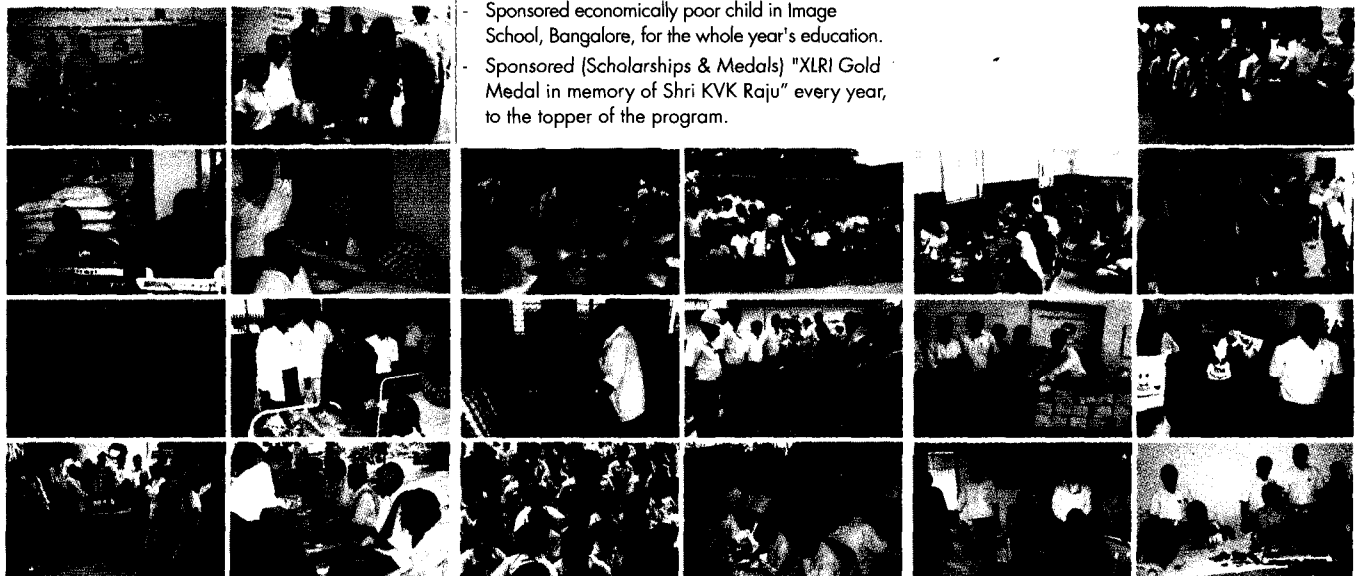 - Sponsored economically poor child in Image
School, Bangalore, for the whole year's education.
- Sponsored (Scholarships & Medals) "XLRI Gold
Medal in memory of Shri KVK Raju" every year,
to the topper of the program.